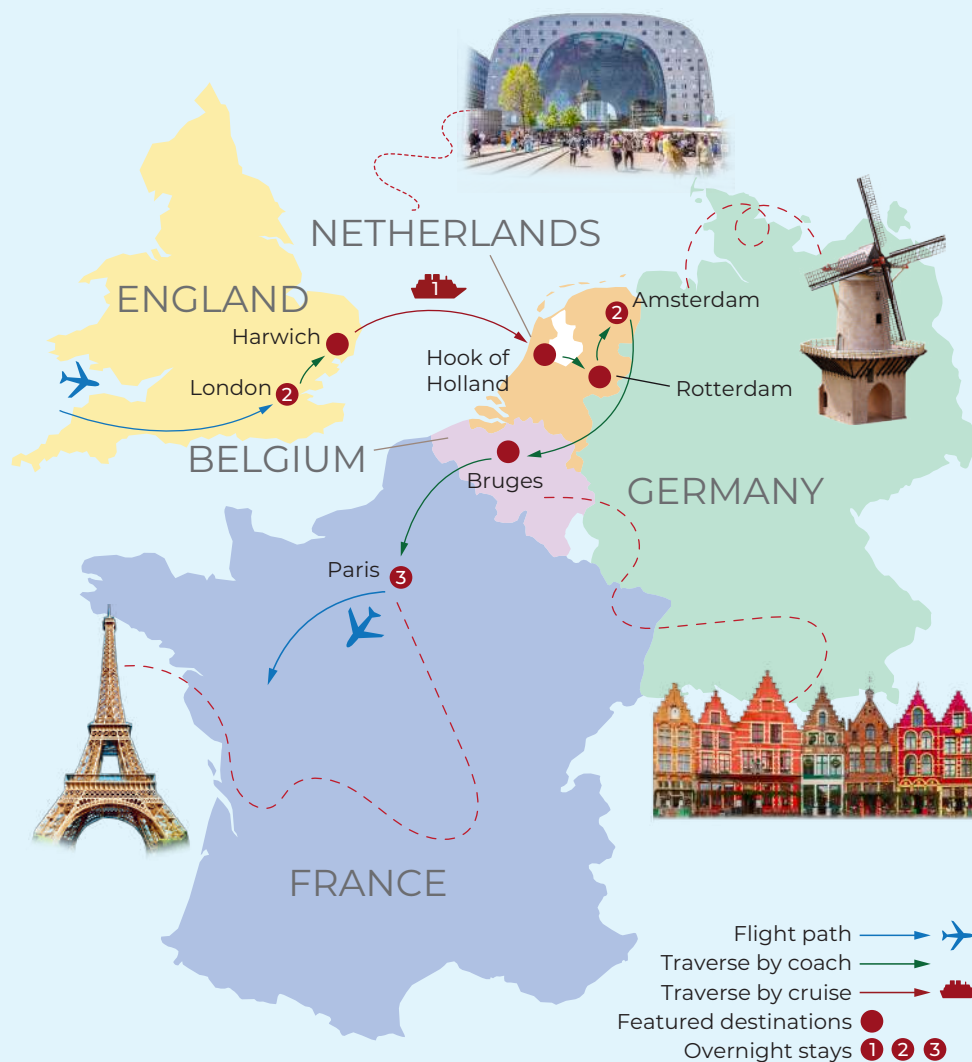 NETHERLANDS
ENGLAND
1
Amsterdam
2
Harwich
Hook of
Holland
London
2
Rotterdam
BELGIUM
Bruges
GERMANY
Paris
3
FRANCE
Flight path
Traverse by coach
Traverse by cruise
Featured destinations
Overnight stays 1 2 3